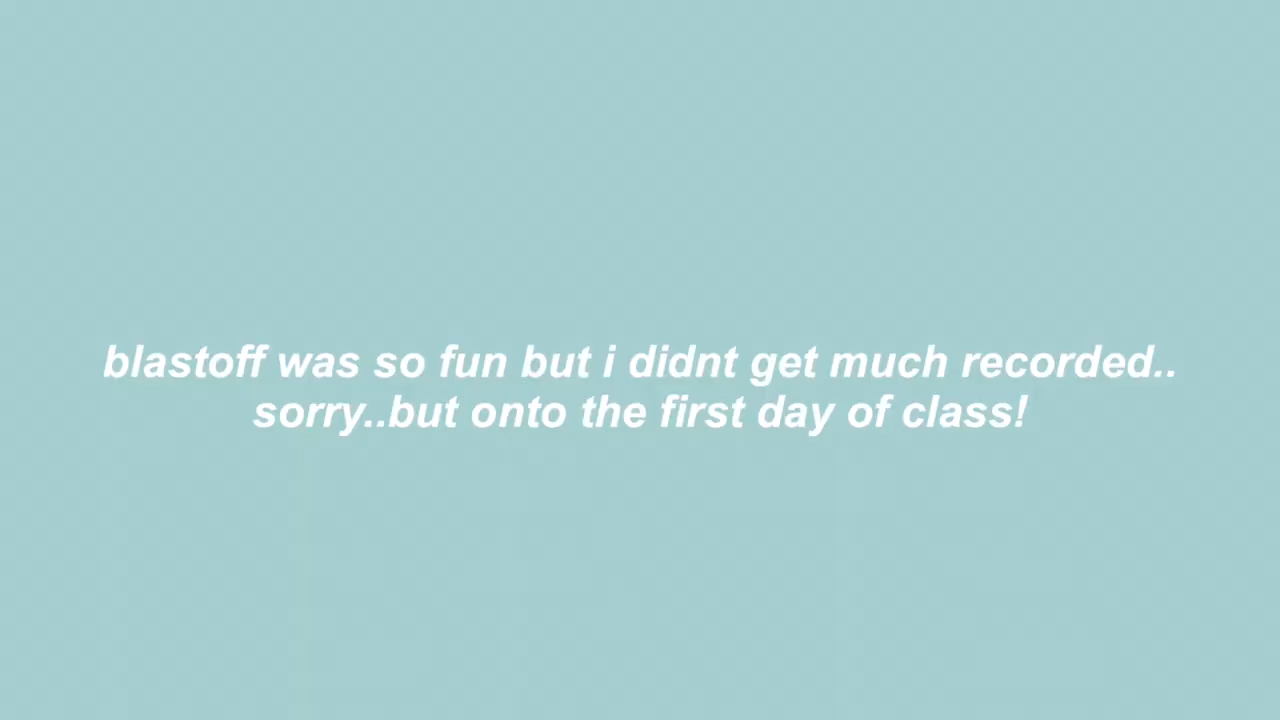 blastoff was so fun but i didnt get much recorded..
sorry..but onto the first day of class!